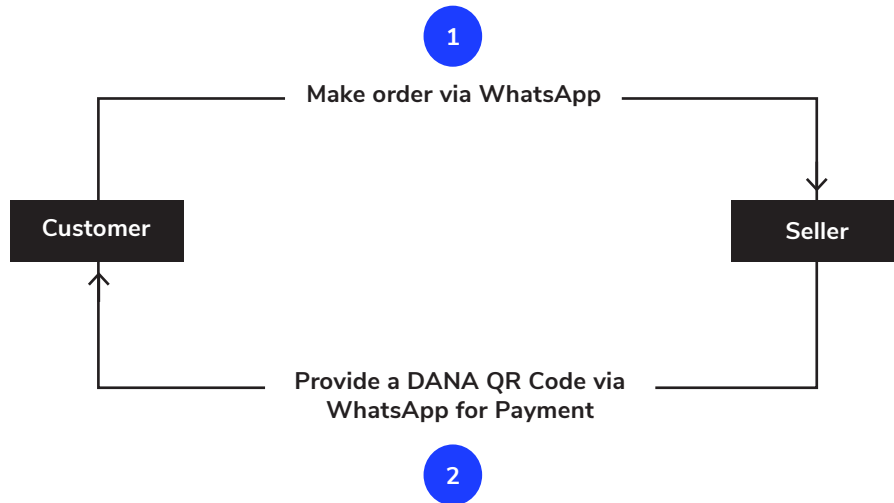 1
Make order via WhatsApp
Customer
Seller
Provide a DANA QR Code via
WhatsApp for Payment
2